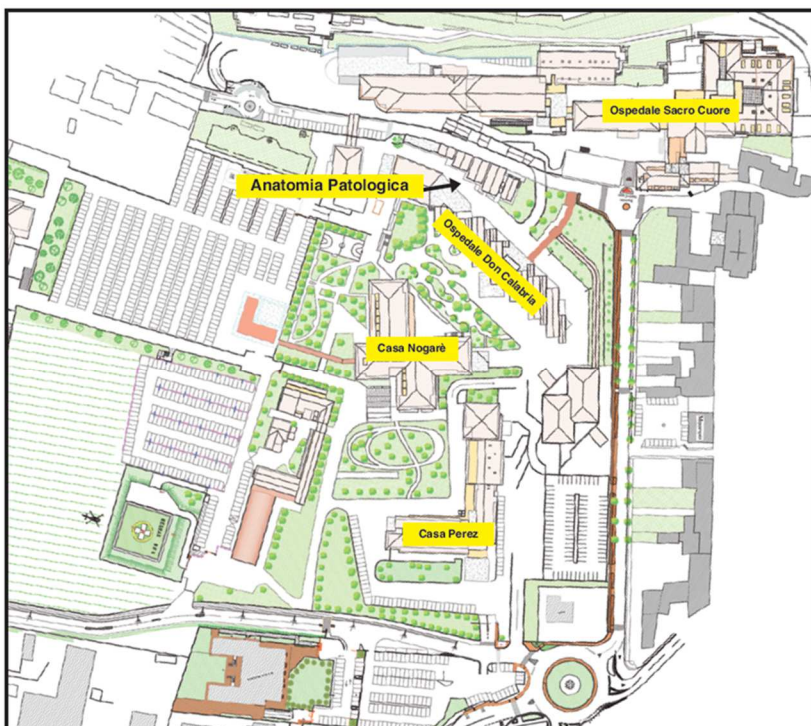 Ospedale Sacro Cuore
Anatomia Patologica
Ospedale Don Calabria
Casa Nogarè
Casa Perez